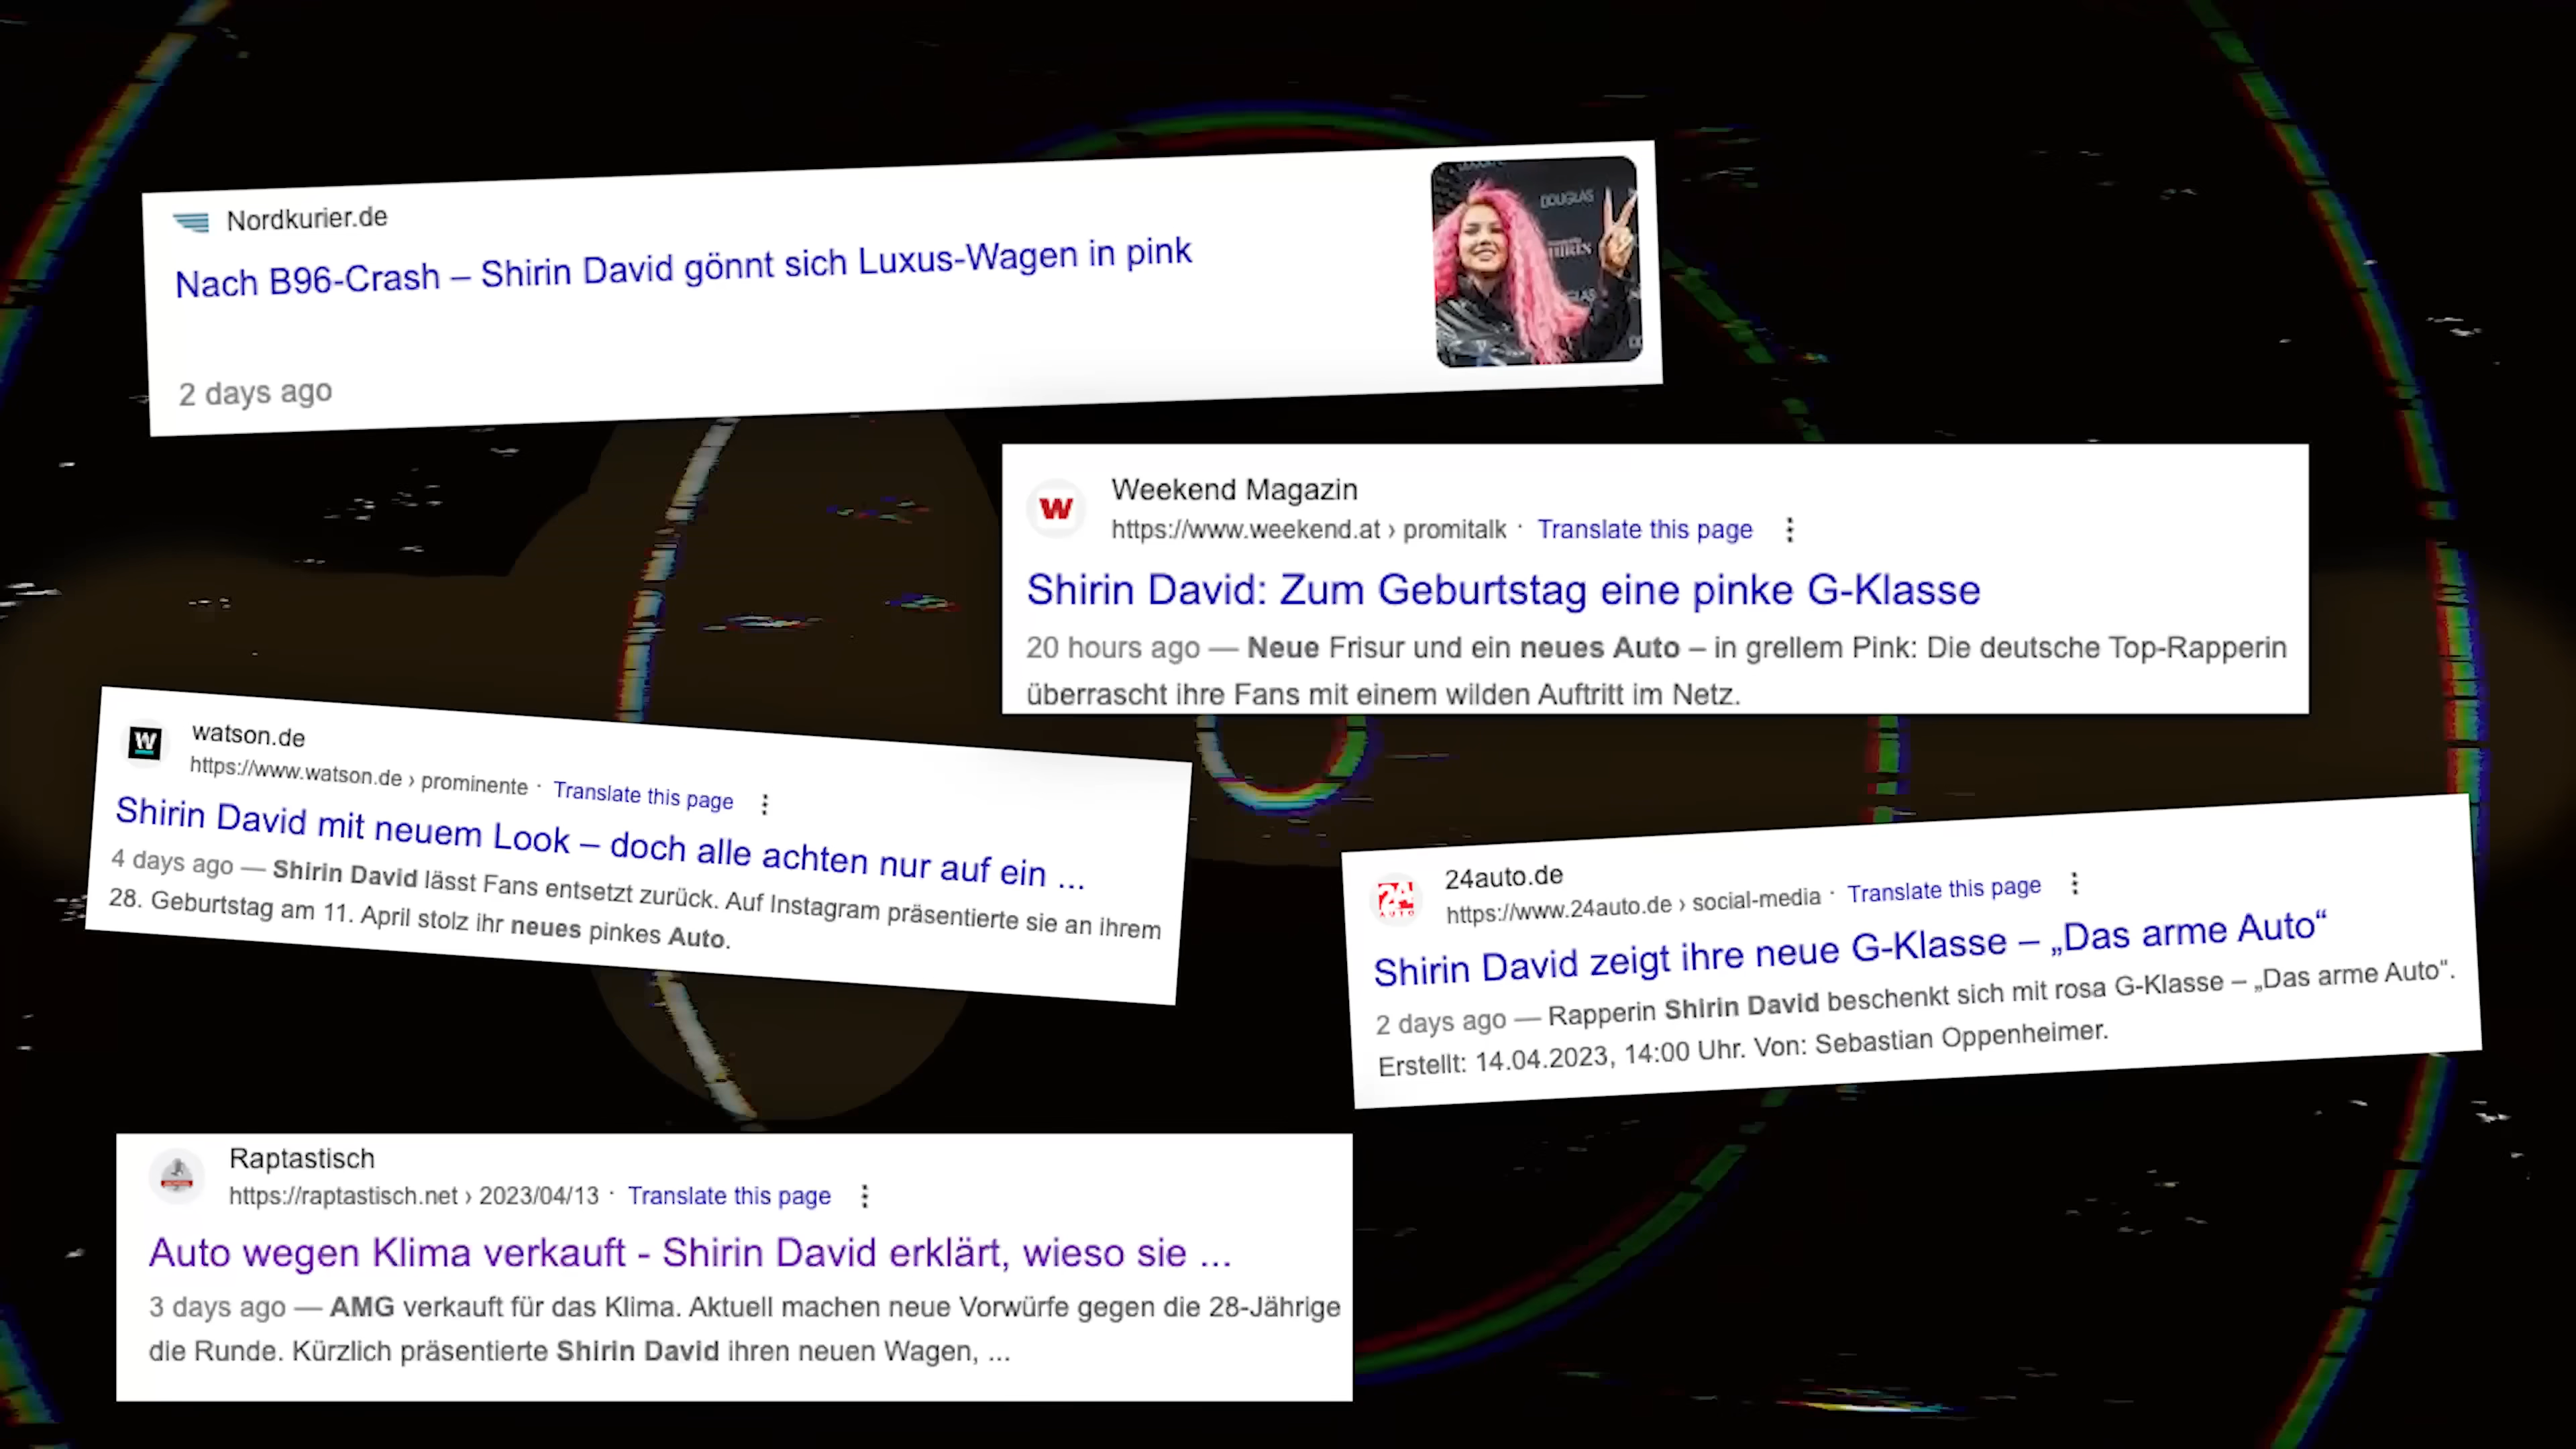 Nordkurier.de
Nach B96-Crash – Shirin David gönnt sich Luxus-Wagen in pink
2 days ago
DOUGLAS
Weekend Magazin
https://www.weekend.at › promitalk · Translate this page
Shirin David: Zum Geburtstag eine pinke G-Klasse
20 hours ago — Neue Frisur und ein neues Auto – in grellem Pink: Die deutsche Top-Rapperin
überrascht ihre Fans mit einem wilden Auftritt im Netz.
watson.de
https://www.watson.de › prominente · Translate this page
Shirin David mit neuem Look – doch alle achten nur auf ein ...
4 days ago — Shirin David lässt Fans entsetzt zurück. Auf Instagram präsentierte sie an ihrem
28. Geburtstag am 11. April stolz ihr neues pinkes Auto.
24auto.de
https://www.24auto.de › social-media · Translate this page
Shirin David zeigt ihre neue G-Klasse – „Das arme Auto“
2 days ago — Rapperin Shirin David beschenkt sich mit rosa G-Klasse – „Das arme Auto“.
Erstellt: 14.04.2023, 14:00 Uhr. Von: Sebastian Oppenheimer.
Raptastisch
https://raptastisch.net › 2023/04/13 · Translate this page
Auto wegen Klima verkauft - Shirin David erklärt, wieso sie ...
3 days ago — AMG verkauft für das Klima. Aktuell machen neue Vorwürfe gegen die 28-Jährige
die Runde. Kürzlich präsentierte Shirin David ihren neuen Wagen, ...